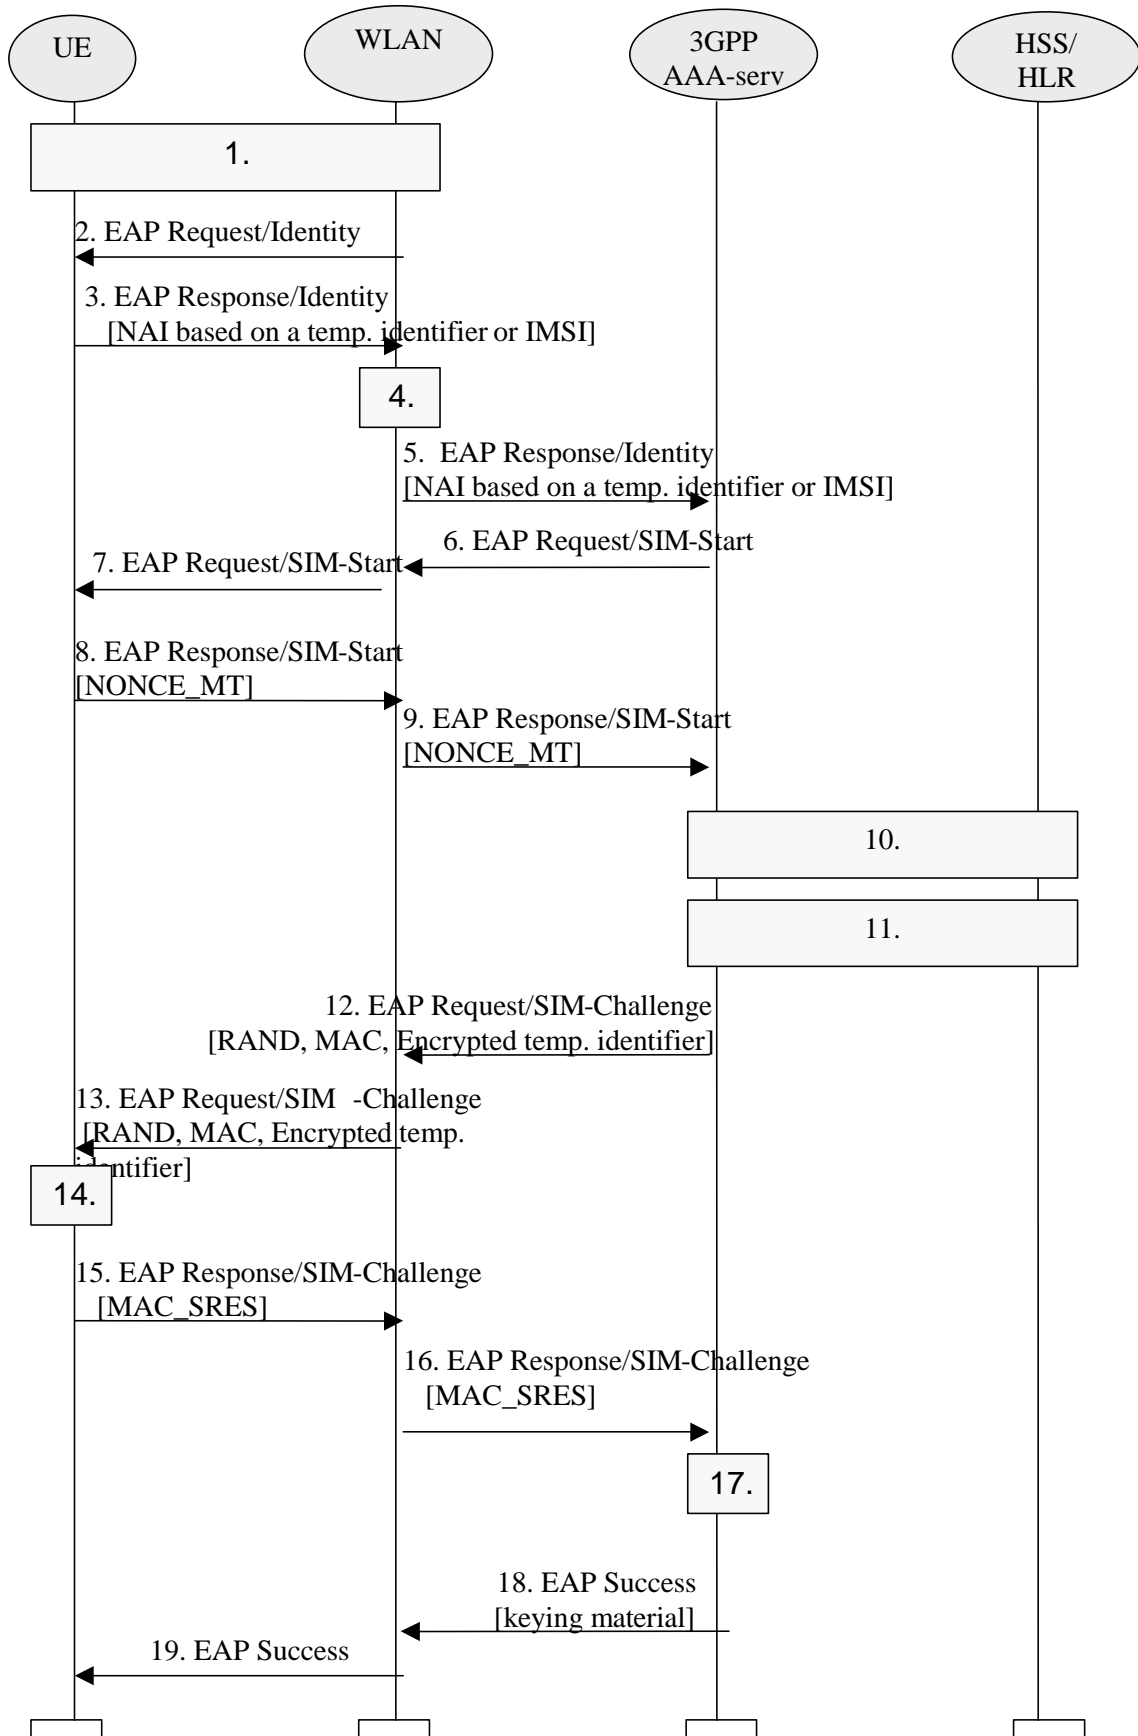 UE
WLAN
3GPP
AAA-serv
HSS/
HLR
1.
2. EAP Request/Identity
3. EAP Response/Identity
[NAI based on a temp. identifier or IMSI]
4.
5. EAP Response/Identity
[NAI based on a temp. identifier or IMSI]
6. EAP Request/SIM-Start
7. EAP Request/SIM-Start
8. EAP Response/SIM-Start
[NONCE_MT]
9. EAP Response/SIM-Start
[NONCE_MT]
10.
11.
12. EAP Request/SIM-Challenge
[RAND, MAC, Encrypted temp. identifier]
13. EAP Request/SIM -Challenge
[RAND, MAC, Encrypted temp.
identifier]
14.
15. EAP Response/SIM-Challenge
[MAC_SRES]
16. EAP Response/SIM-Challenge
[MAC_SRES]
17.
18. EAP Success
[keying material]
19. EAP Success